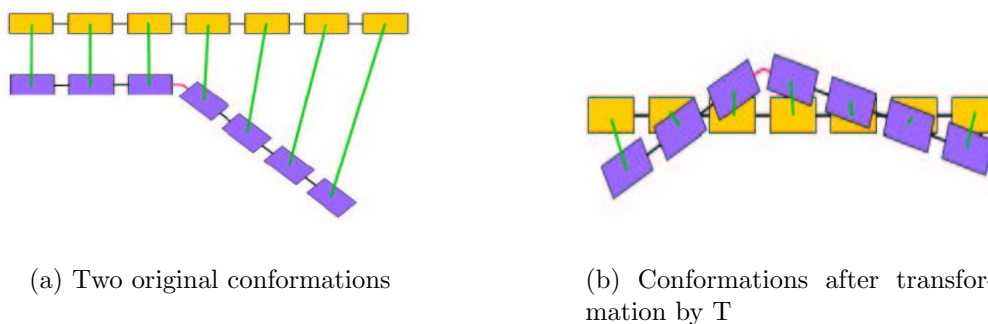 (a) Two original conformations
(b) Conformations after transfor-
mation by T